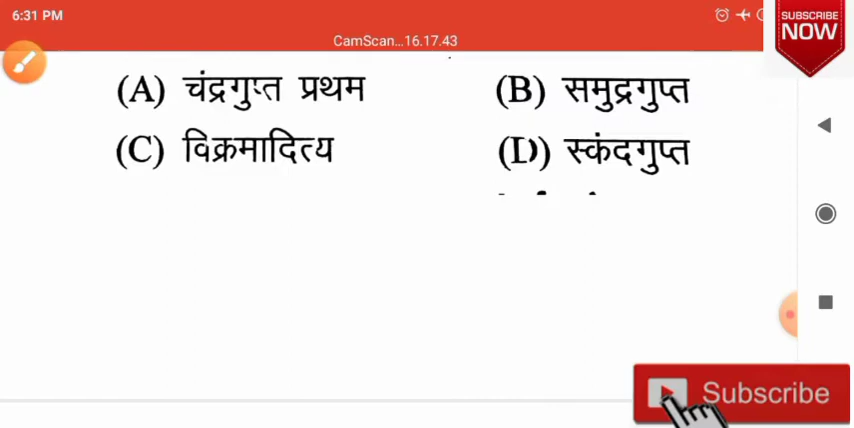 6:31 PM
SUBSCRIBE
NOW
CamScan...16.17.43
(A) चंद्रगुप्त प्रथम (B) समुद्रगुप्त
(C) विक्रमादित्य (D) स्कंदगुप्त
Subscribe